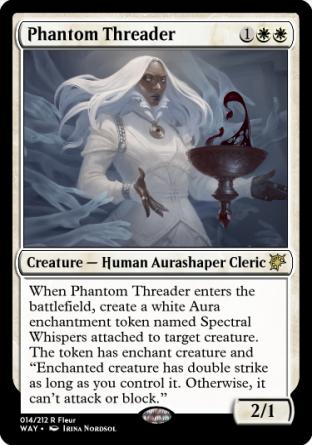 Phantom Threader 1
Creature — Human Aurashaper Cleric
When Phantom Threader enters the
battlefield, create a white Aura
enchantment token named Spectral
Whispers attached to target creature.
The token has enchant creature and
“Enchanted creature has double strike
as long as you control it. Otherwise, it
can’t attack or block.”
2/1
014/212 R Fleur
WAY • Irina Nordsol